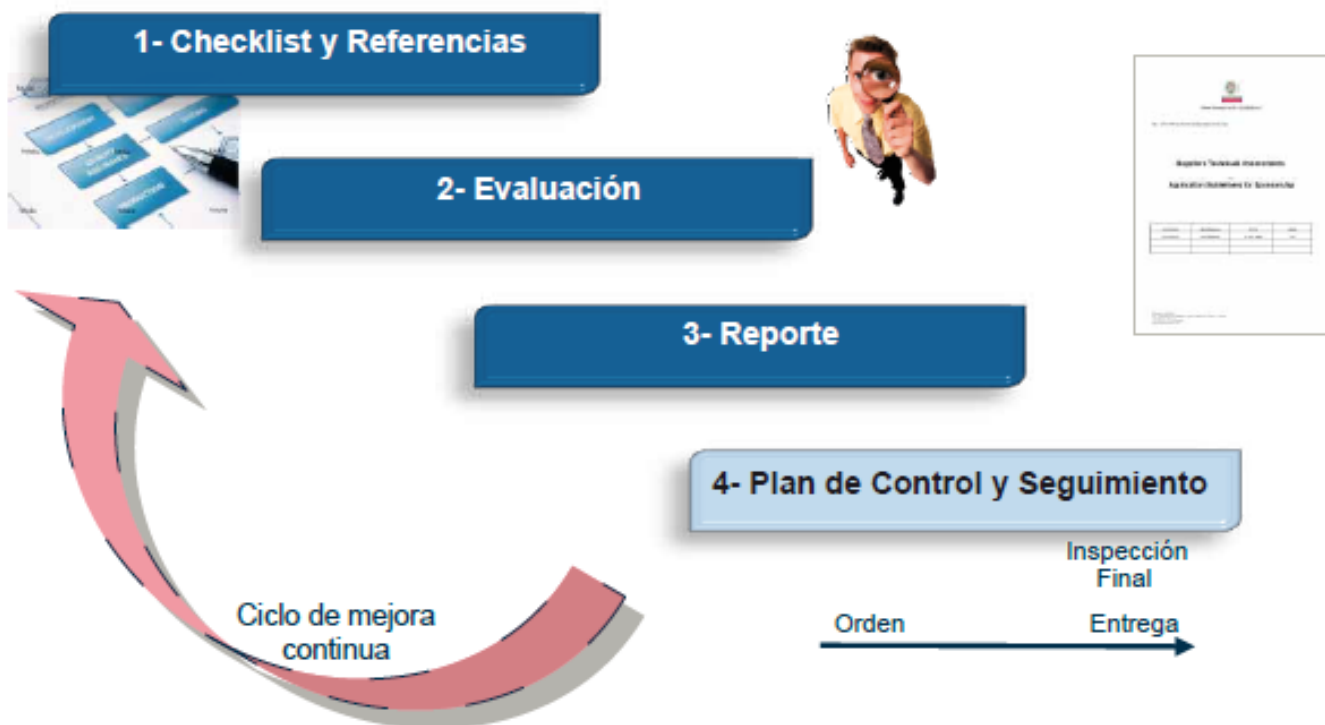 1- Checklist y Referencias
PRODUCTION
2- Evaluación
3- Reporte
4- Plan de Control y Seguimiento
Inspección
Final
Orden
Entrega
Ciclo de mejora
continua